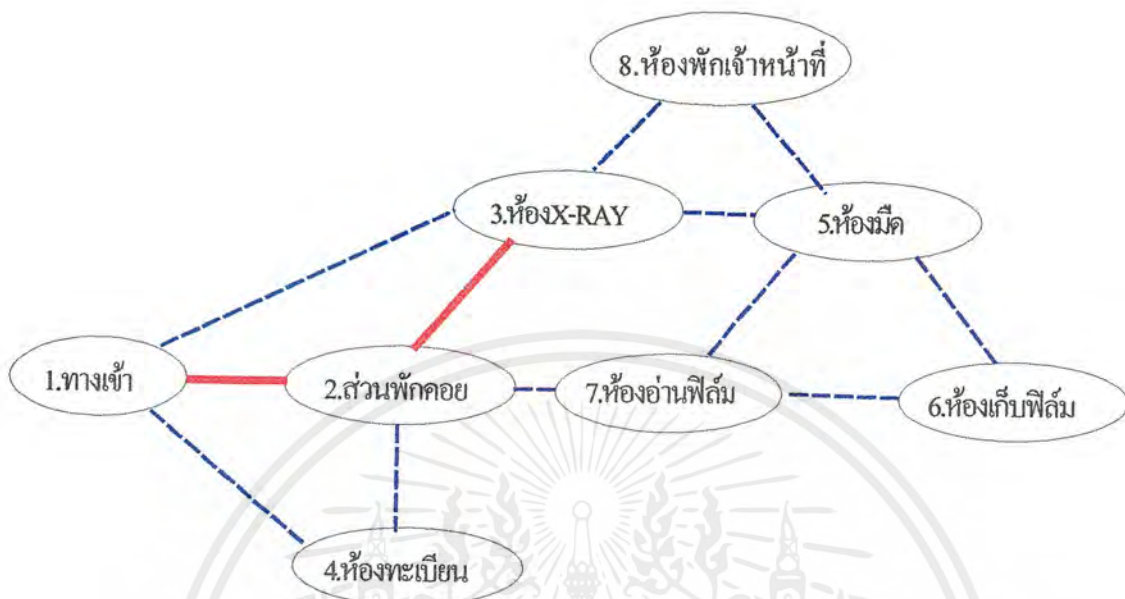 8.ห้องพักเจ้าหน้าที่
3.ห้องX-RAY
5.ห้องมืด
1.ทางเข้า
2.ส่วนพักคอย
7.ห้องอ่านฟิล์ม
6.ห้องเก็บฟิล์ม
4.ห้องทะเบียน